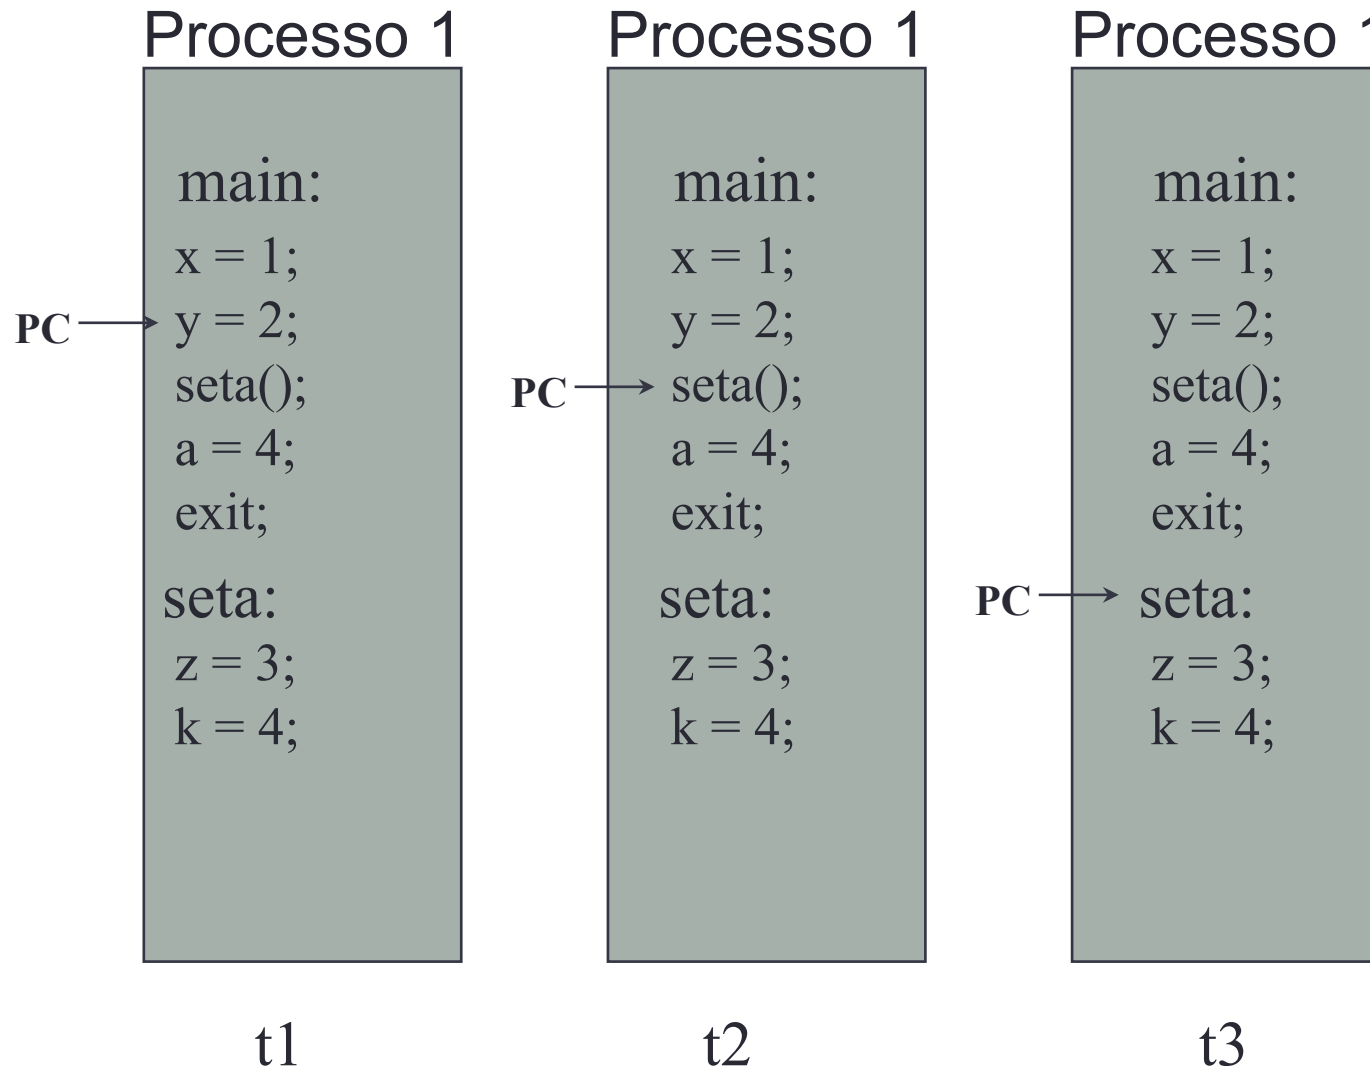 Processo 1
main:
x = 1;
PC
y = 2;
seta();
a = 4;
exit;
seta:
z = 3;
k = 4;
t1
Processo 1
main:
x = 1;
y = 2;
PC
seta();
a = 4;
exit;
seta:
z = 3;
k = 4;
t2
Processo 1
main:
x = 1;
y = 2;
seta();
a = 4;
exit;
PC
seta:
z = 3;
k = 4;
t3